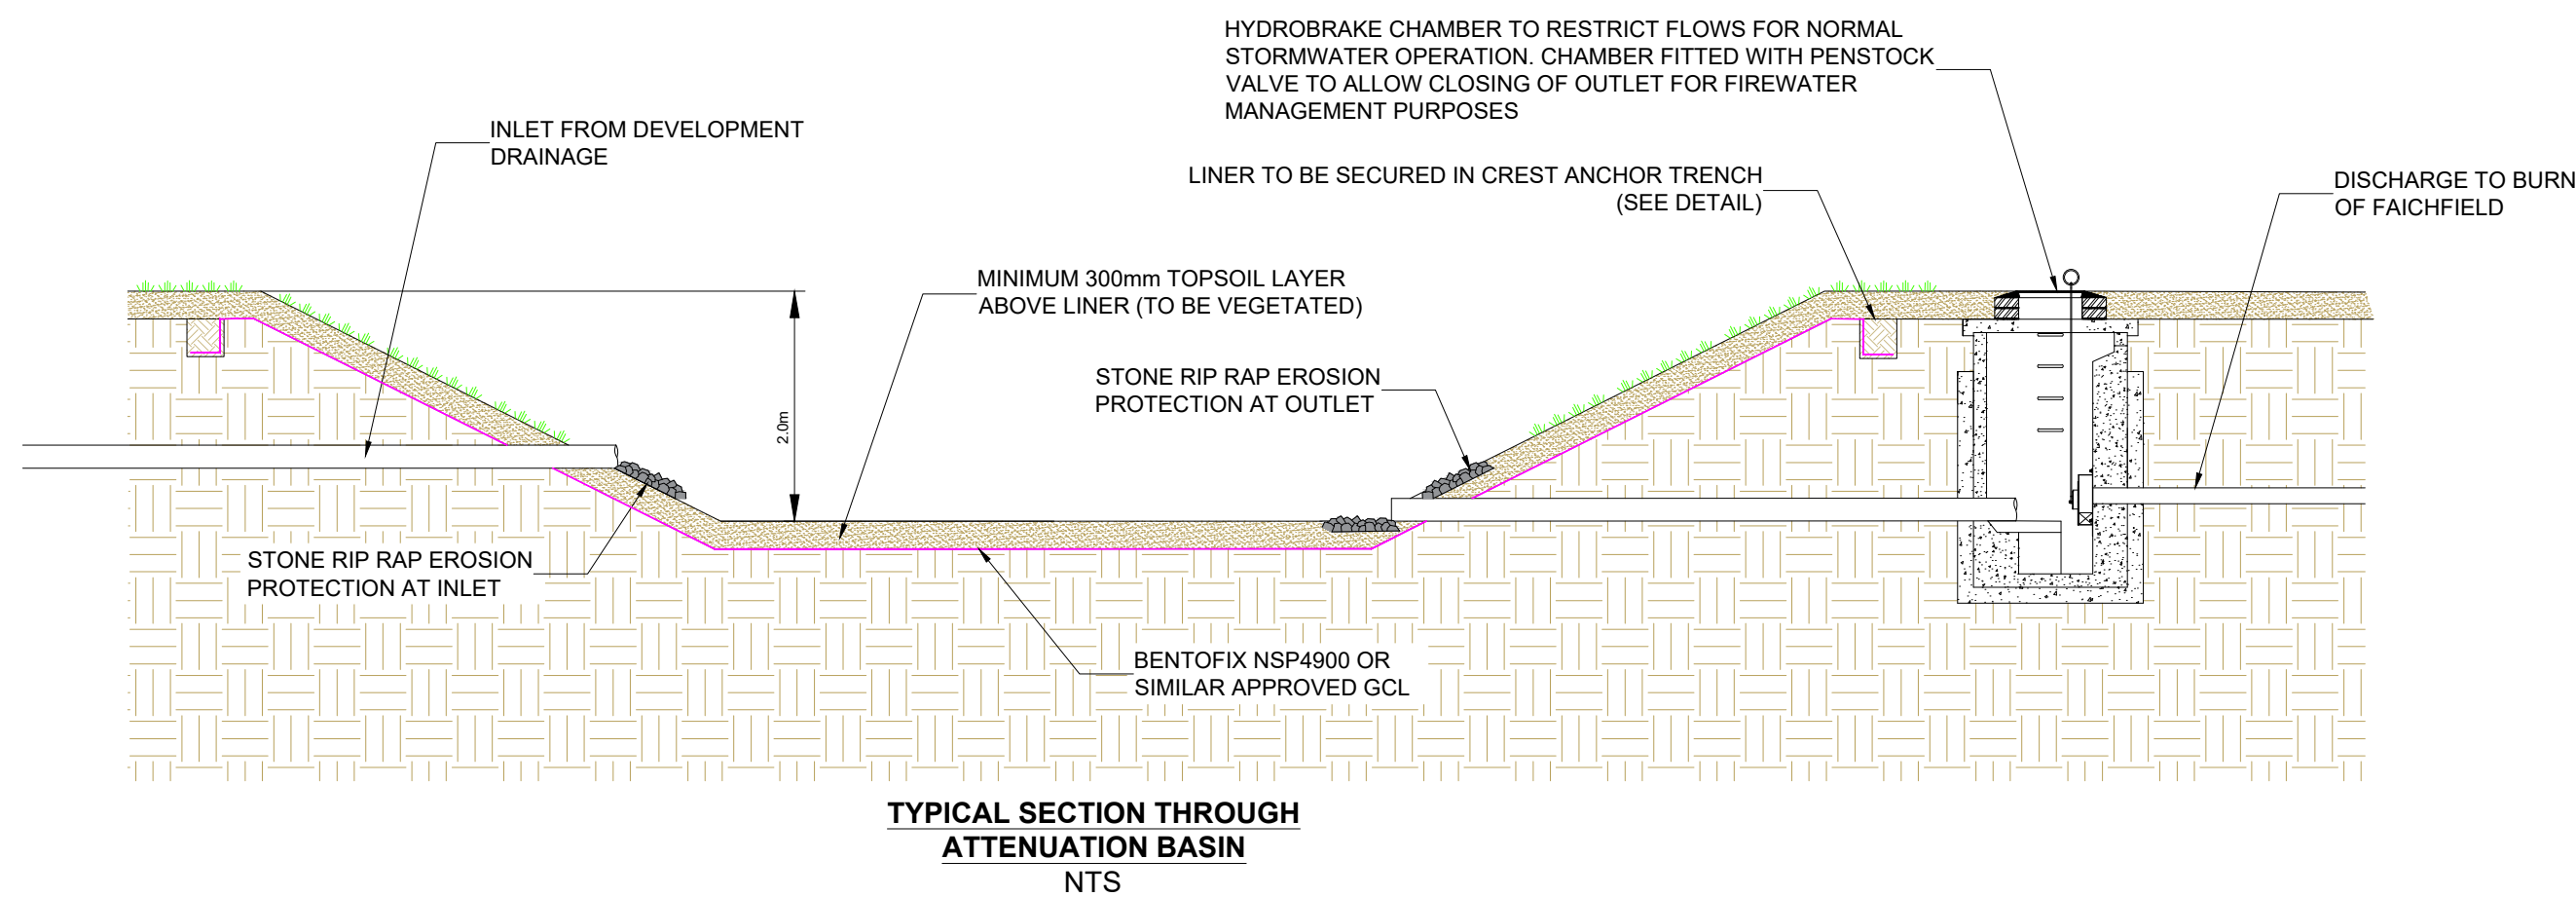 HYDROBRAKE CHAMBER TO RESTRICT FLOWS FOR NORMAL
STORMWATER OPERATION. CHAMBER FITTED WITH PENSTOCK
VALVE TO ALLOW CLOSING OF OUTLET FOR FIREWATER
MANAGEMENT PURPOSES
INLET FROM DEVELOPMENT
DRAINAGE
LINER TO BE SECURED IN CREST ANCHOR TRENCH
(SEE DETAIL)
DISCHARGE TO BURN
OF FAICHFIELD
MINIMUM 300mm TOPSOIL LAYER
ABOVE LINER (TO BE VEGETATED)
STONE RIP RAP EROSION
PROTECTION AT OUTLET
2.0m
STONE RIP RAP EROSION
PROTECTION AT INLET
BENTOFIX NSP4900 OR
SIMILAR APPROVED GCL
TYPICAL SECTION THROUGH
ATTENUATION BASIN
NTS